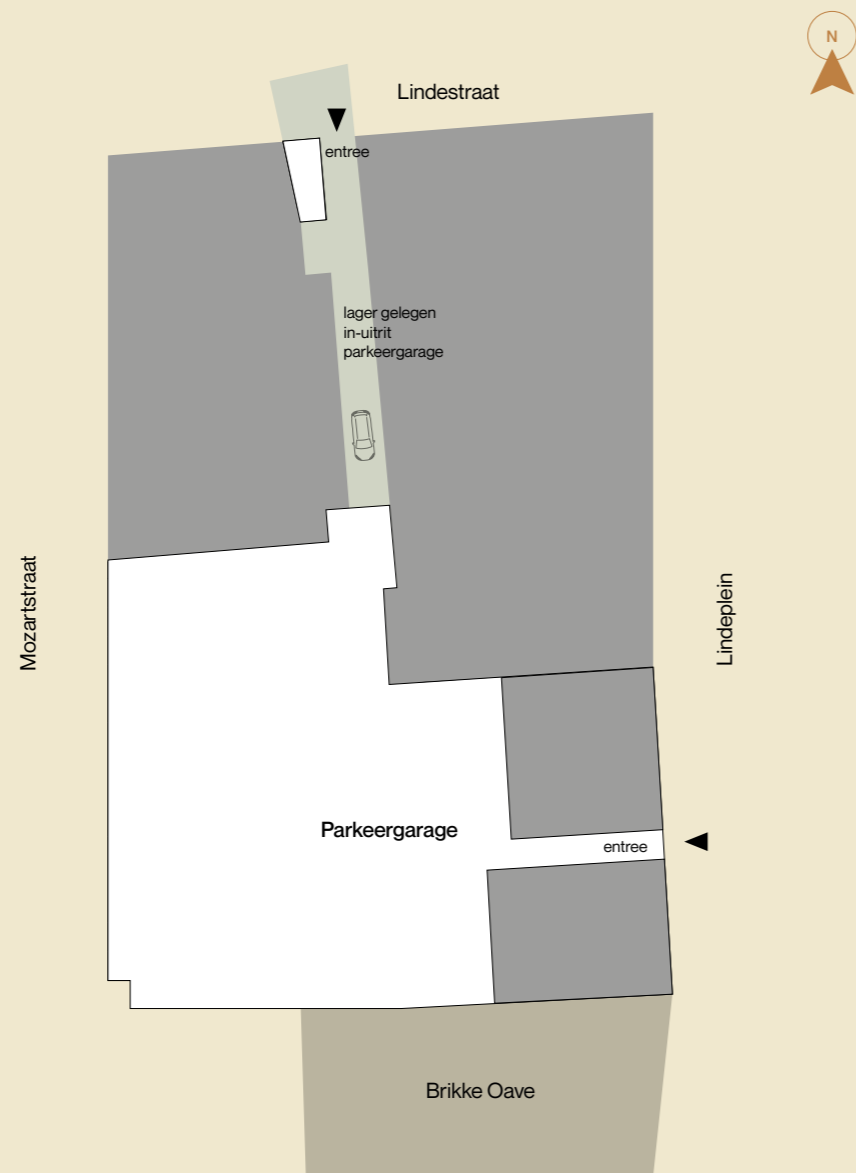 N
Lindestraat
entree
lager gelegen
in-uitrit
parkeergarage
Mozartstraat
Lindeplein
Parkeergarage
entree
Brikke Oave